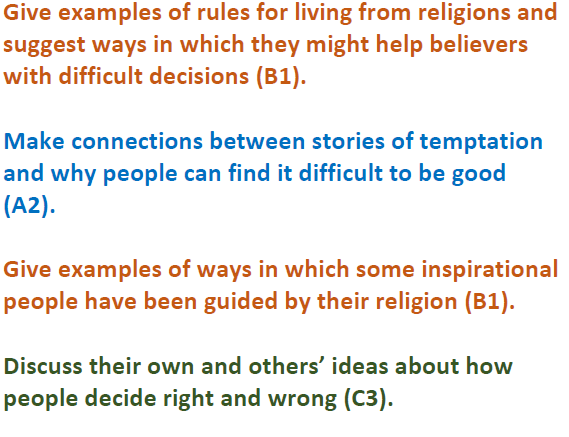 Give examples of rules for living from religions and
suggest ways in which they might help believers
with difficult decisions (B1).
Make connections between stories of temptation
and why people can find it difficult to be good
(A2).
Give examples of ways in which some inspirational
people have been guided by their religion (B1).
Discuss their own and others’ ideas about how
people decide right and wrong (C3).